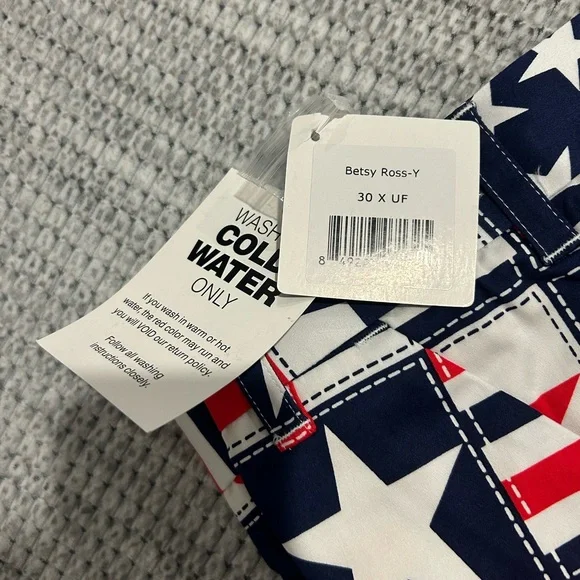 Betsy Ross-Y
30 X UF
WASH
COLD
WATER
ONLY
If you wash in warm or hot
water, the red color may run and
you will VOID our return policy.
Follow all washing
instructions closely.